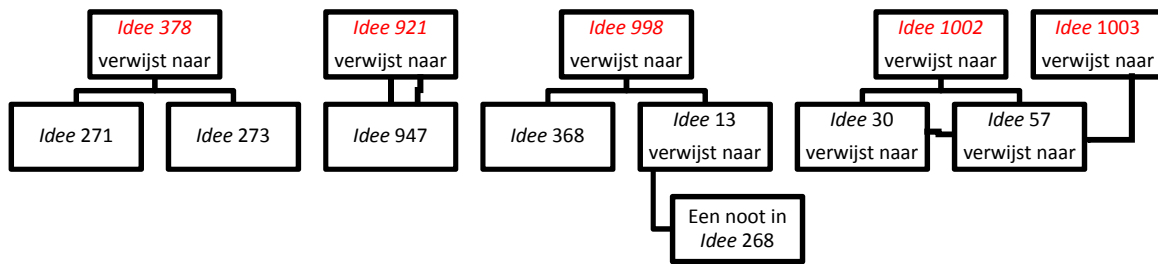 Idee 378
verwijst naar
Idee 921
verwijst naar
Idee 998
verwijst naar
Idee 1002
verwijst naar
Idee 1003
verwijst naar
Idee 271
Idee 273
Idee 947
Idee 368
Idee 13
verwijst naar
Idee 30
verwijst naar
Idee 57
verwijst naar
Een noot in
Idee 268